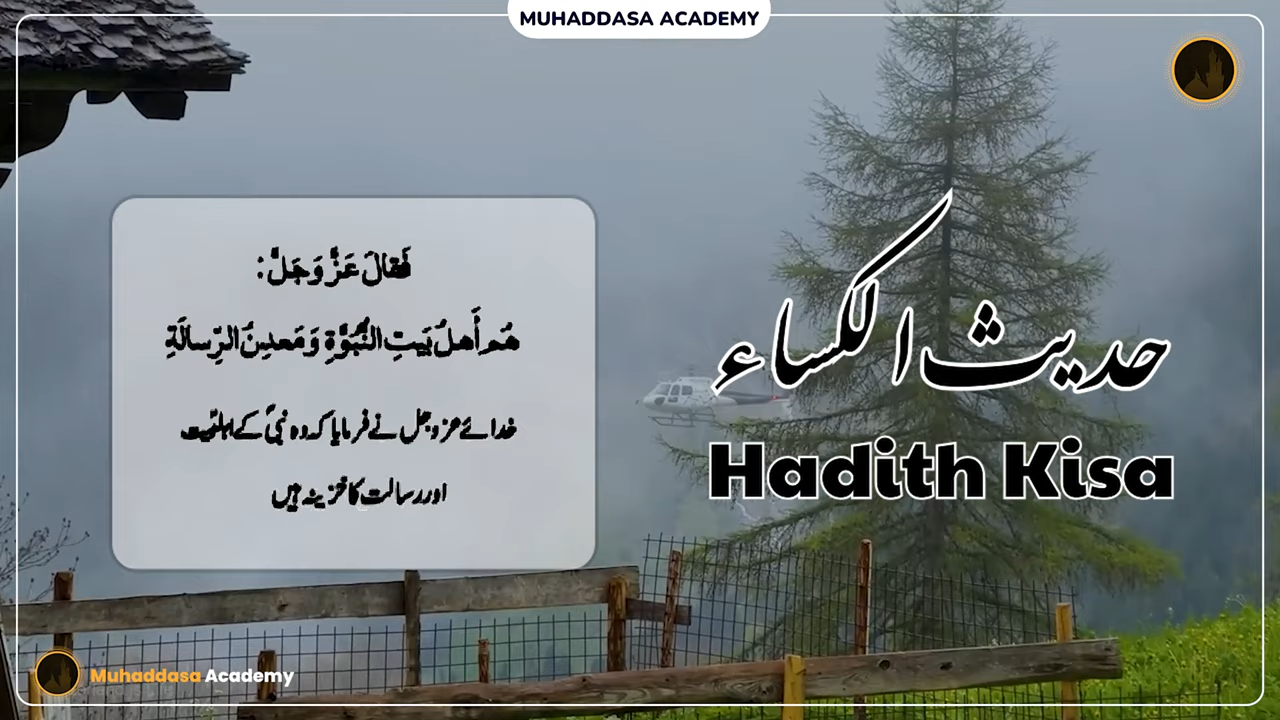 MUHADDASA ACADEMY
فَقالَ عَزَّ وَجَلَّ:
هُم أَهلُ بَيتِ النُّبُوَّةِ وَمَعدِنُ الرِّسالَةِ
خدائے عز وجل نے فرمایا کہ وہ نبیؐ کے اہلبیت
اور رسالت کا خزینہ ہیں
حدیث الکساء
Hadith Kisa
Muhaddasa Academy